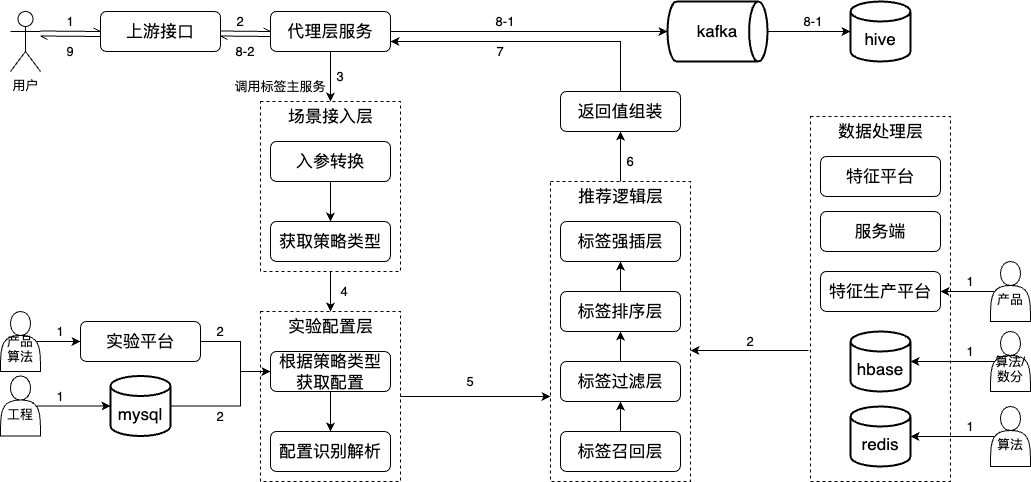 1
上游接口
2
代理层服务
8-1
kafka
8-1
hive
9
8-2
7
用户
3
调用标签主服务
场景接入层
入参转换
获取策略类型
返回值组装
6
数据处理层
特征平台
服务端
特征生产平台
1
产品
推荐逻辑层
标签强插层
标签排序层
标签过滤层
标签召回层
4
产品
算法
1
实验平台
2
实验配置层
根据策略类型
获取配置
配置识别解析
5
2
工程
1
mysql
2
hbase
1
算法/
数分
redis
1
算法